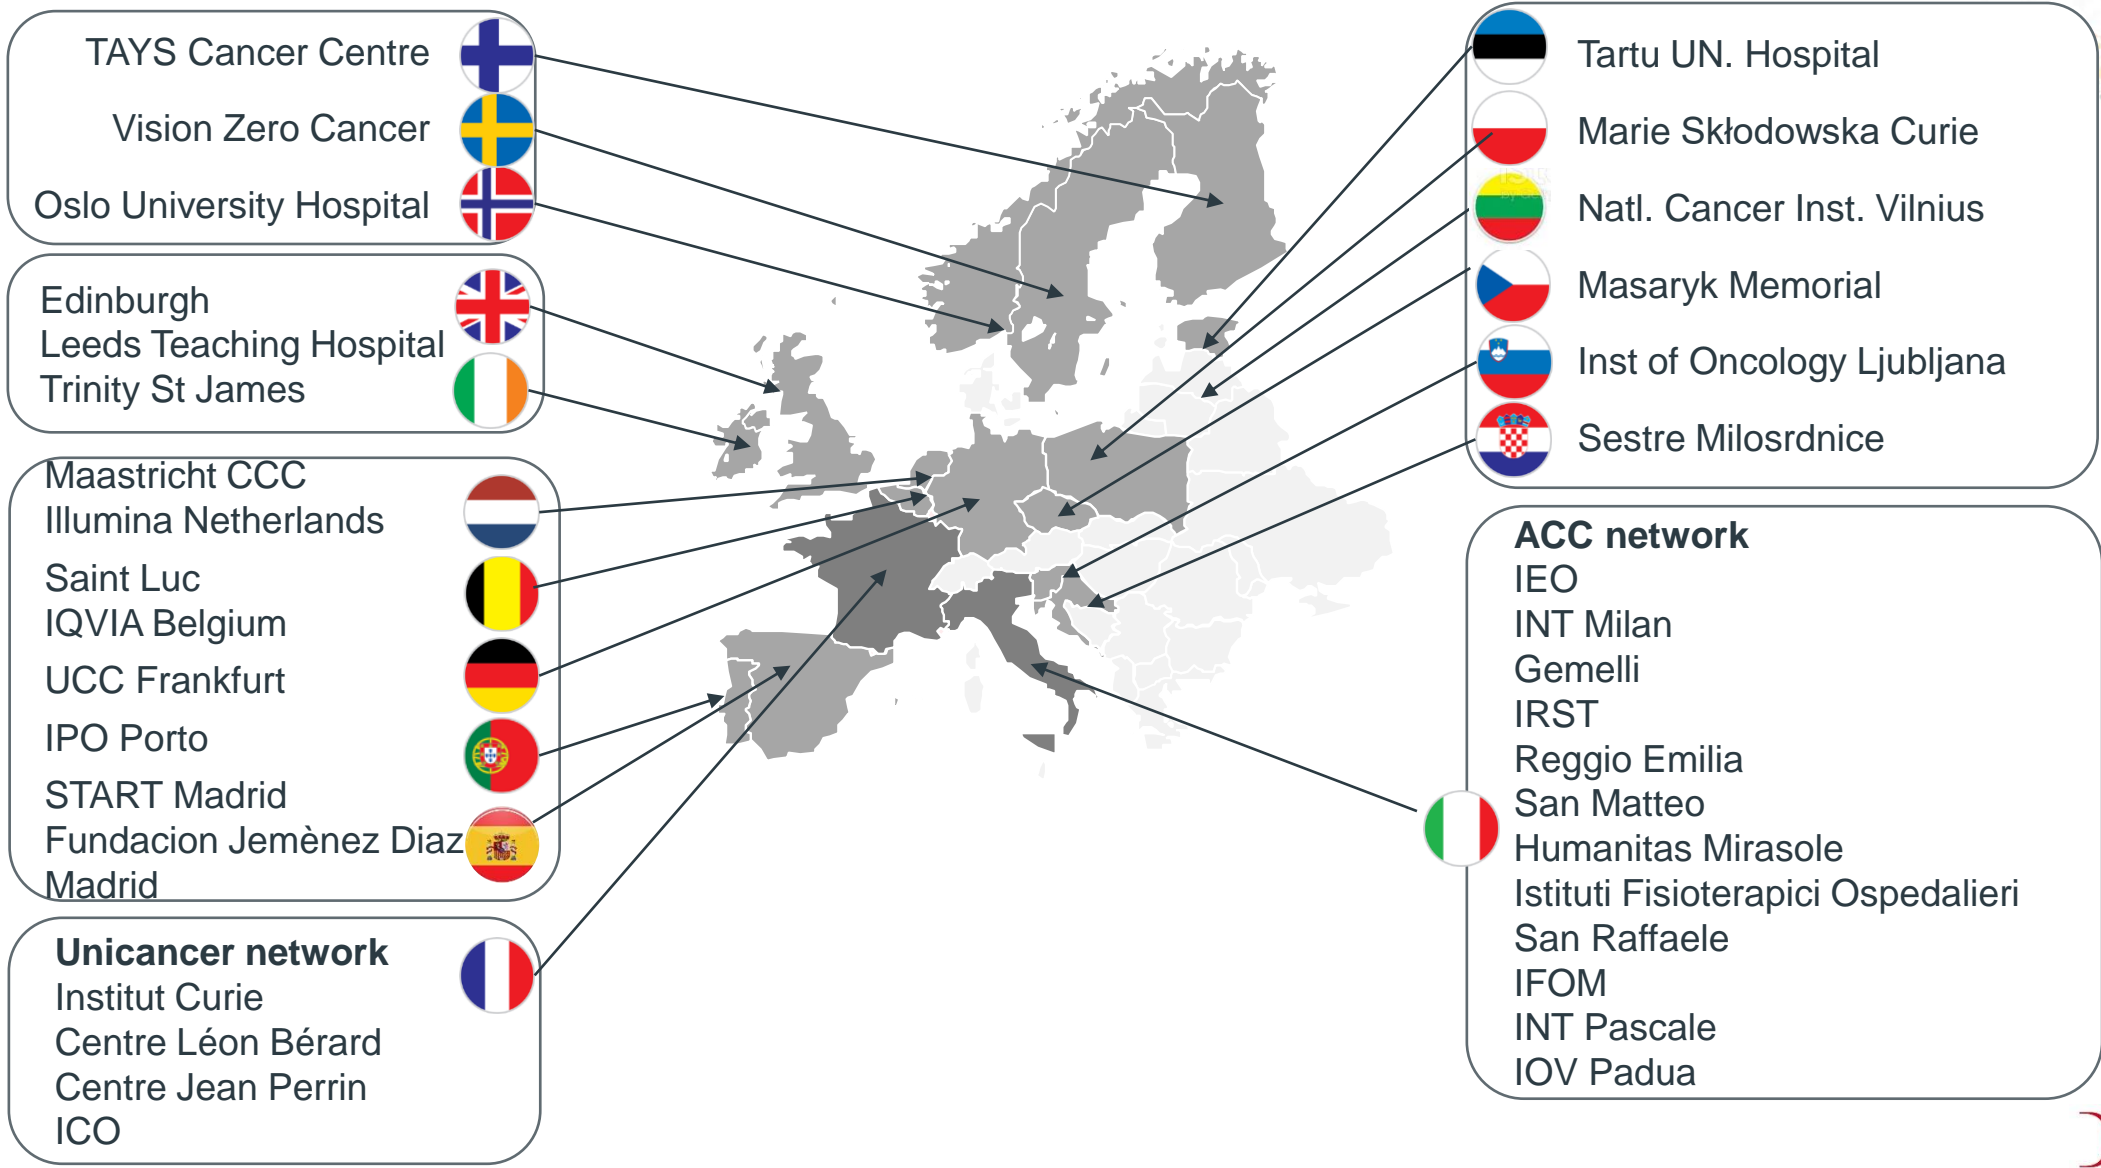 TAYS Cancer Centre
Vision Zero Cancer
Oslo University Hospital
Edinburgh
Leeds Teaching Hospital
Trinity St James
Maastricht CCC
Illumina Netherlands
Saint Luc
IQVIA Belgium
UCC Frankfurt
IPO Porto
START Madrid
Fundacion Jemènez Diaz
Madrid
Unicancer network
Institut Curie
Centre Léon Bérard
Centre Jean Perrin
ICO
Tartu UN. Hospital
Marie Skłodowska Curie
Natl. Cancer Inst. Vilnius
Masaryk Memorial
Inst of Oncology Ljubljana
Sestre Milosrdnice
ACC network
IEO
INT Milan
Gemelli
IRST
Reggio Emilia
San Matteo
Humanitas Mirasole
Istituti Fisioterapici Ospedalieri
San Raffaele
IFOM
INT Pascale
IOV Padua